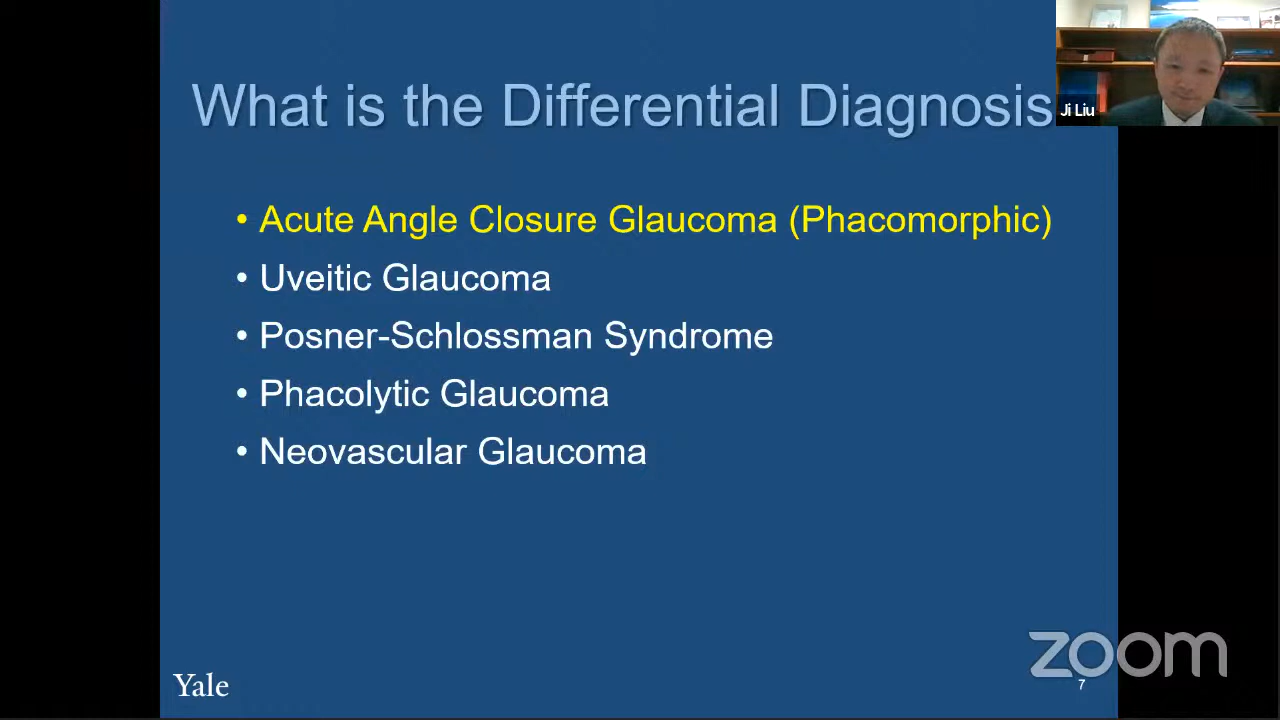 What is the Differential Diagnosis
Ji Liu
• Acute Angle Closure Glaucoma (Phacomorphic)
• Uveitic Glaucoma
• Posner-Schlossman Syndrome
• Phacolytic Glaucoma
• Neovascular Glaucoma
zoom
Yale
7